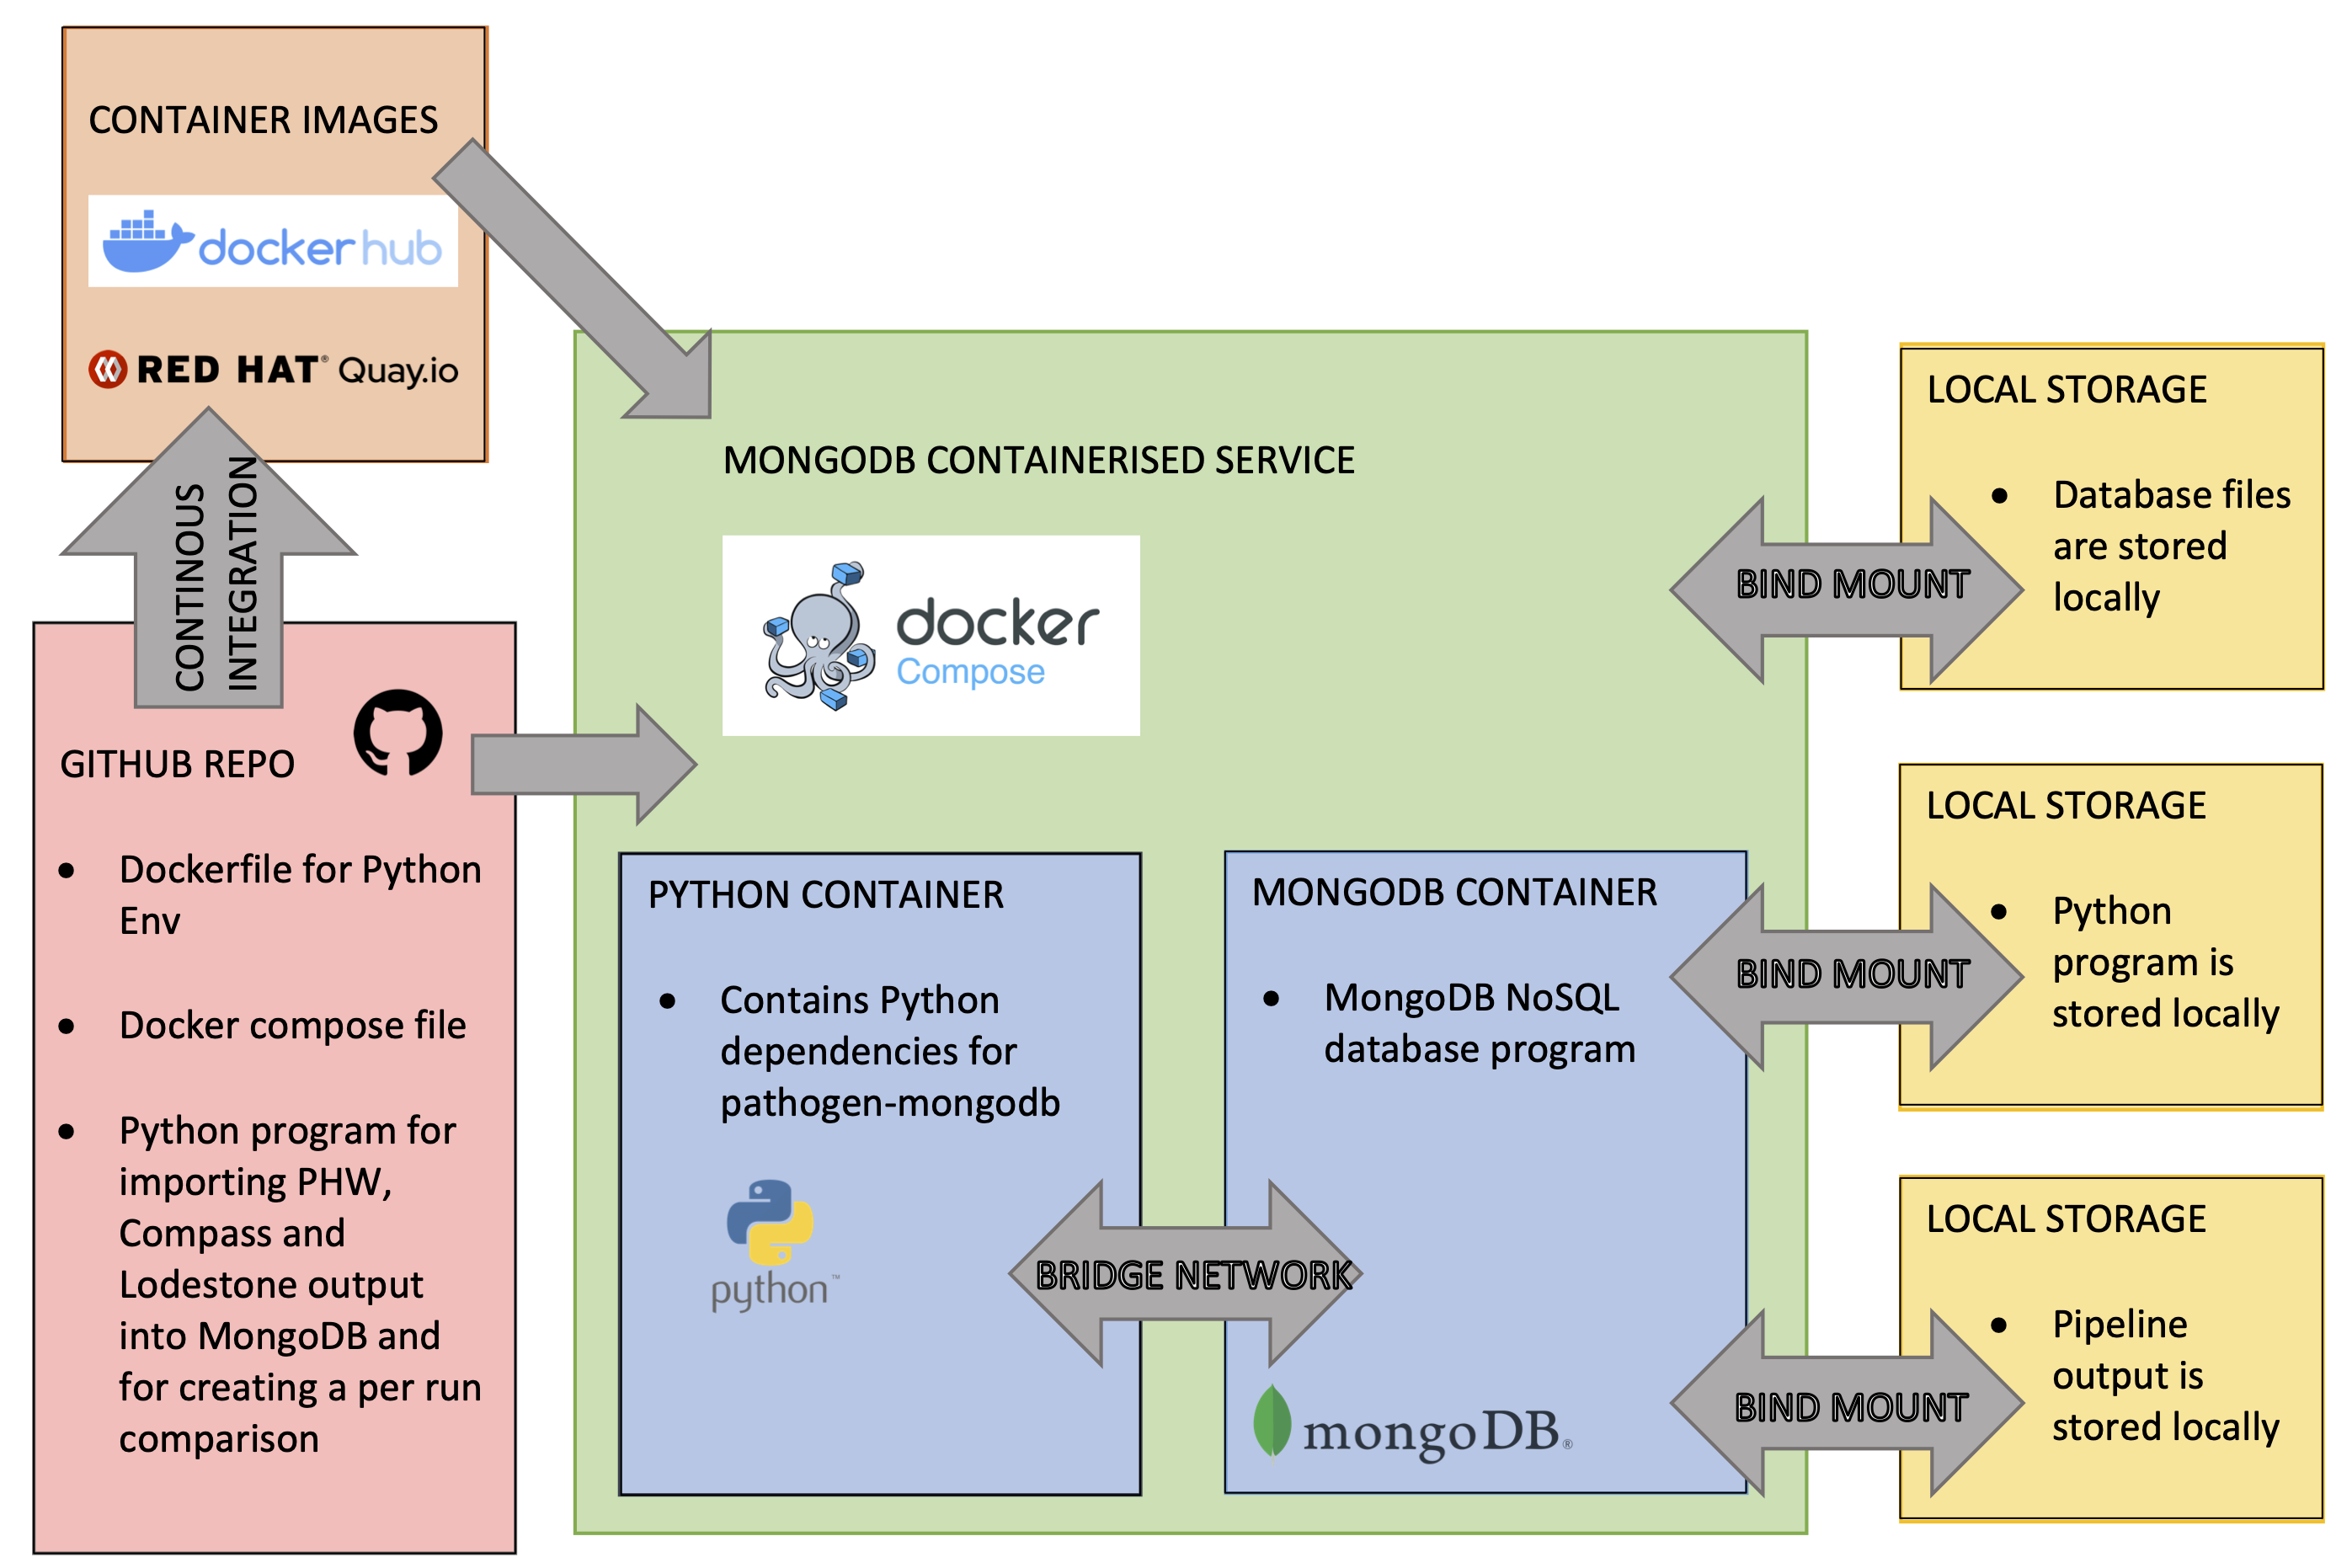 CONTAINER IMAGES
dockerhub
RED HAT® Quay.io
CONTINOUS
INTEGRATION
GITHUB REPO
• Dockerfile for Python
Env
• Docker compose file
• Python program for
importing PHW,
Compass and
Lodestone output
into MongoDB and
for creating a per run
comparison
MONGODB CONTAINERISED SERVICE
docker
Compose
PYTHON CONTAINER
• Contains Python
dependencies for
pathogen-mongodb
python™
BRIDGE NETWORK
MONGODB CONTAINER
• MongoDB NoSQL
database program
mongoDB®
BIND MOUNT
LOCAL STORAGE
• Database files
are stored
locally
BIND MOUNT
LOCAL STORAGE
• Python
program is
stored locally
BIND MOUNT
LOCAL STORAGE
• Pipeline
output is
stored locally